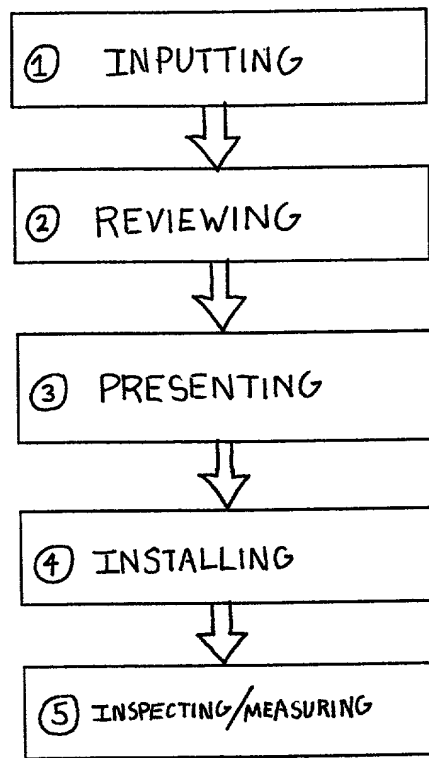 ① INPUTTING
② REVIEWING
③ PRESENTING
④ INSTALLING
⑤ INSPECTING/MEASURING